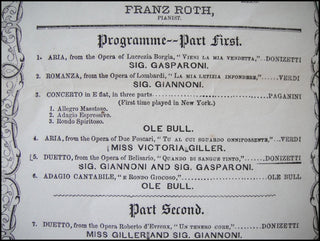 FRANZ ROTH,
PIANIST.
Programme--Part First.
1- ARIA, from the Opera of Lucrezia Borgia, "Vieni la mia vendetta," DONIZETTI
SIG. GASPARONI.
2. ROMANZA, from the Opera of Lombardi, "La mia letizia infondere," VERDI
SIG. GIANNONI.
3. CONCERTO in E flat, in three parts PAGANINI
(First time played in New York.)
1. Allegro Maestoso.
2. Adagio Espressivo.
3. Rondo Spiritoso.
OLE BULL.
4. ARIA, from the Opera of Due Foscari, "Tu al cui sguardo onnipossente," VERDI
MISS VICTORIA GILLER.
5. DUETTO, from the Opera of Belisario, "Quando di sangue tinto," DONIZETTI
SIG. GIANNONI and SIG. GASPARONI.
6. ADAGIO CANTABILE, "e Rondo Giocoso," OLE BULL
OLE BULL.
Part Second.
7. DUETTO, from the Opera Roberto d'Evreux, "Un tenero core," DONIZETTI
MISS GILLER AND SIG. GIANNONI.